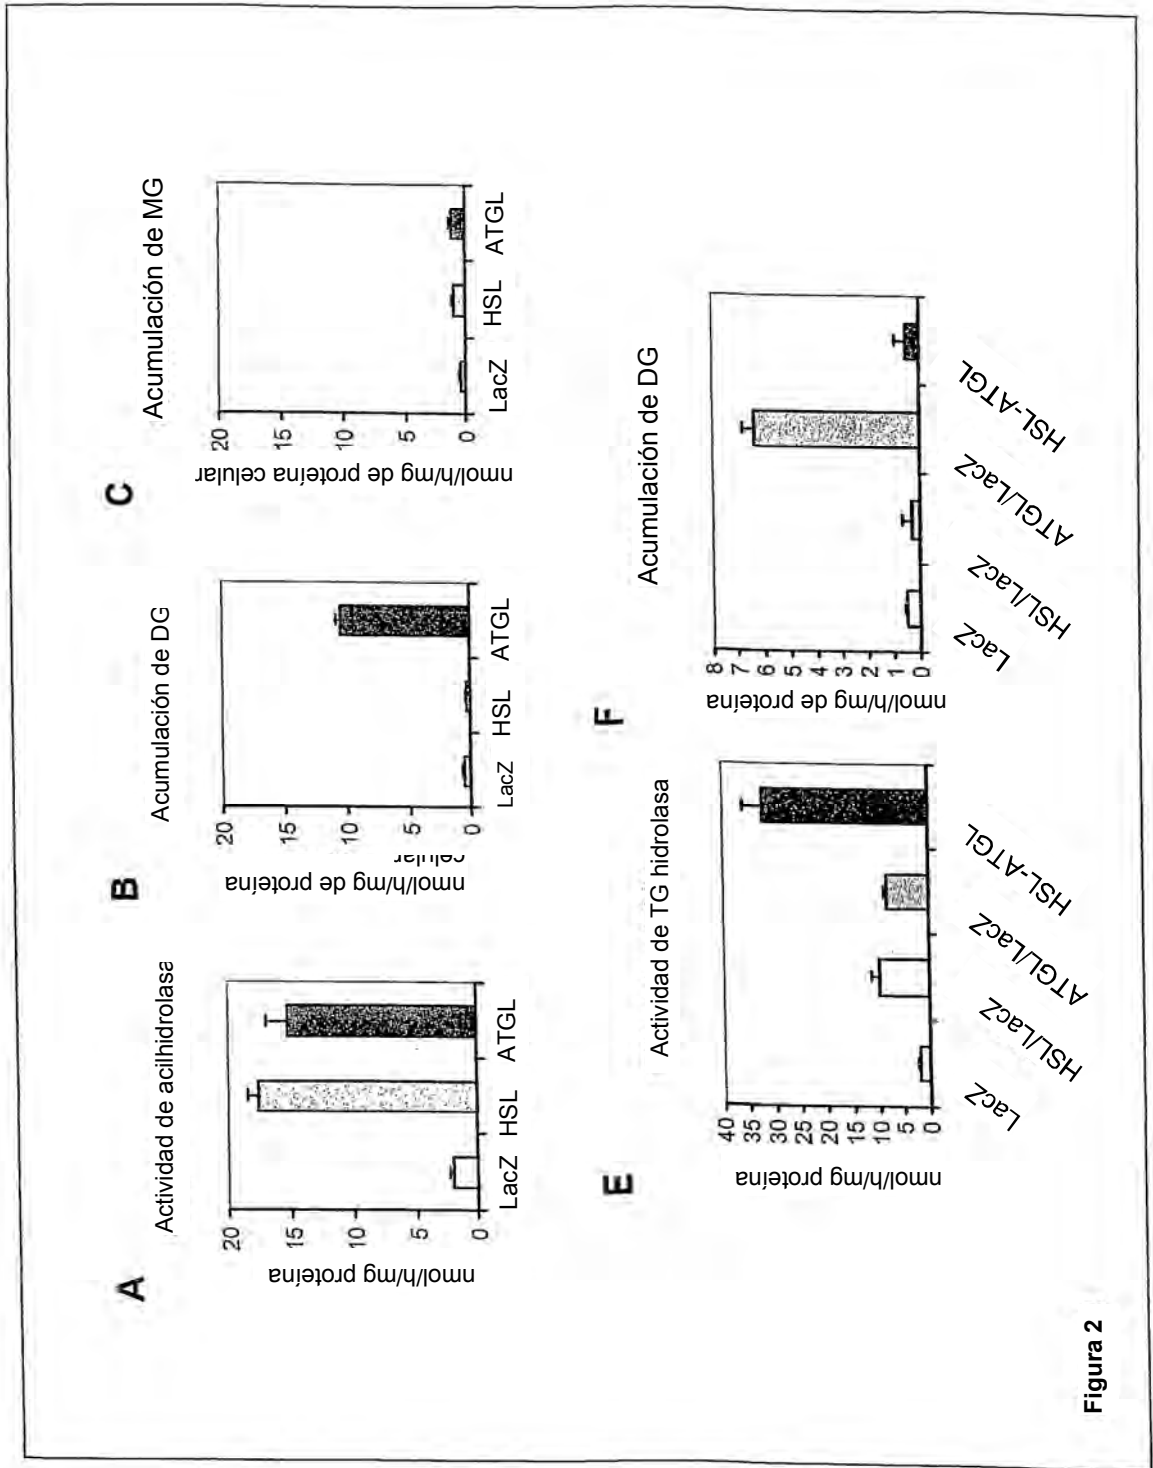 A
Actividad de acilhidrolasa
nmol/h/mg proteína
20
15
10
5
0
LacZ HSL ATGL
B
Acumulación de DG
nmol/h/mg de proteína
celular
20
15
10
5
0
LacZ HSL ATGL
C
Acumulación de MG
nmol/h/mg de proteína celular
20
15
10
5
0
LacZ HSL ATGL
E
Actividad de TG hidrolasa
nmol/h/mg proteína
40
35
30
25
20
15
10
5
0
LacZ
HSL/LacZ
ATGL/LacZ
HSL-ATGL
F
Acumulación de DG
nmol/h/mg de proteína
8
7
6
5
4
3
2
1
0
LacZ
HSL/LacZ
ATGL/LacZ
HSL-ATGL
Figura 2